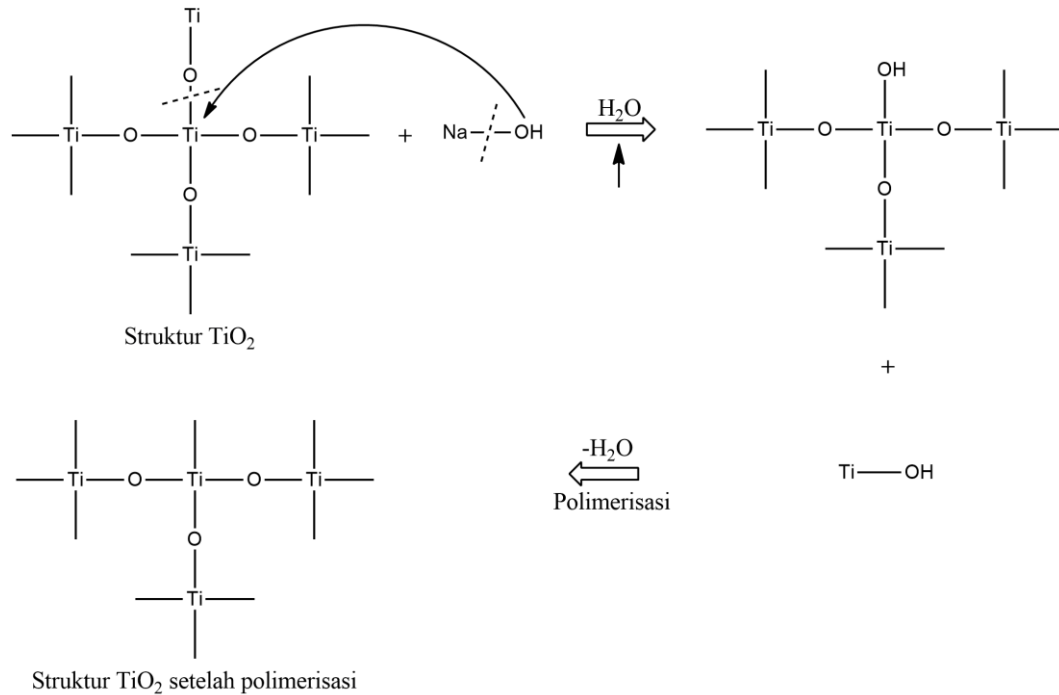 Ti
O
Ti O Ti O Ti + Na OH H₂O
O
Ti
Struktur TiO₂
OH
Ti O Ti O Ti
O
Ti
+
Ti OH
-H₂O
Polimerisasi
Ti O Ti O Ti
O
Ti
Struktur TiO₂ setelah polimerisasi